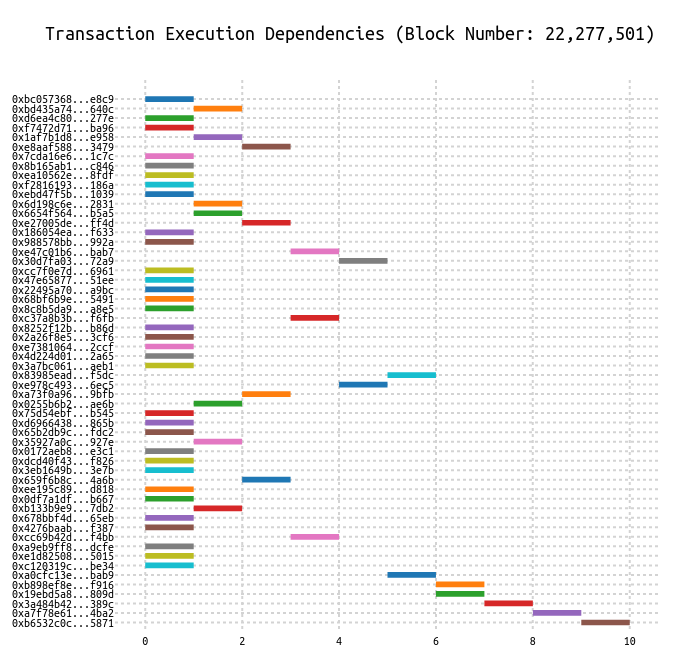 Transaction Execution Dependencies (Block Number: 22,277,501)
0xbc057368...e8c9
0xbd435a74...640c
0xd6ea4c80...277e
0xf7472d71...ba96
0x1af7b1d8...e958
0xe8aaf588...3479
0x7cda16e6...1c7c
0x8b165ab1...c846
0xea10562e...8fdf
0xf2816193...186a
0xebd47f5b...1039
0x6d198c6e...2831
0x6654f564...b5a5
0xe27005de...ff4d
0x186054ea...f633
0x988578bb...992a
0xe47c01b6...bab7
0x30d7fa03...72a9
0xcc7f0e7d...6961
0x47e65877...51ee
0x22495a70...a9bc
0x68bf6b9e...5491
0x8c8b5da9...a8e5
0xc37a8b3b...f6fb
0x8252f12b...b86d
0x2a26f8e5...3cf6
0xe7381064...2ccf
0x4d224d01...2a65
0x3a7bc061...aeb1
0x83985ead...f5dc
0xe978c493...6ec5
0xa73f0a96...9bfb
0x0255b6b2...ae6b
0x75d54ebf...b545
0xd6966438...865b
0x65b2db9c...fdc2
0x35927a0c...927e
0x0172aeb8...e3c1
0xdcd40f43...f826
0x3eb1649b...3e7b
0x659f6b8c...4a6b
0xee195c89...d818
0x0df7a1df...b667
0xb133b9e9...7db2
0x678bbf4d...65eb
0x4276baab...f387
0xcc69b42d...f4bb
0xa9eb9ff8...dcfe
0xe1d82508...5015
0xc120319c...be34
0xa0cfc13e...bab9
0xb898ef8e...f916
0x19ebd5a8...809d
0x3a484b42...389c
0xa7f78e61...4ba2
0xb6532c0c...5871
0 2 4 6 8 10